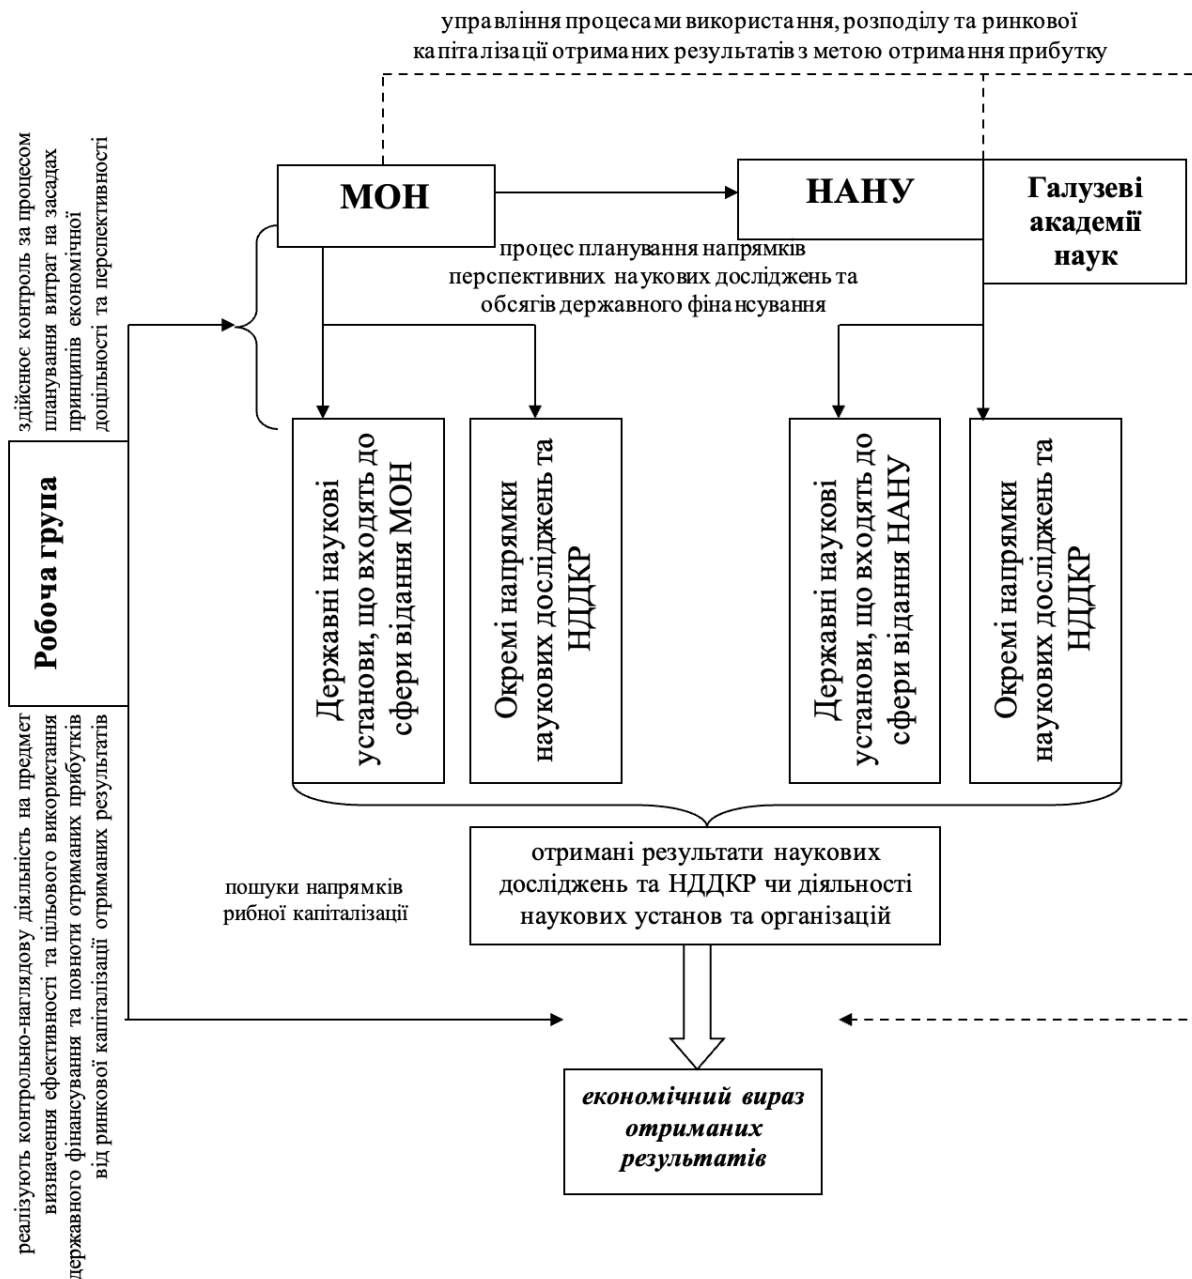 управління процесами використання, розподілу та ринкової
капіталізації отриманих результатів з метою отримання прибутку
здійснює контроль за процесом
планування витрат на засадах
принципів економічної
доцільності та перспективності
МОН
НАНУ
Галузеві
академії
наук
процес планування напрямків
перспективних наукових досліджень та
обсягів державного фінансування
Робоча група
Державні наукові
установи, що входять до
сфери відання МОН
Окремі напрямки
наукових досліджень та
НДДКР
Державні наукові
установи, що входять до
сфери відання НАНУ
Окремі напрямки
наукових досліджень та
НДДКР
реалізують контрольно-наглядову діяльність на предмет
визначення ефективності та цільового використання
державного фінансування та повноти отриманих прибутків
від ринкової капіталізації отриманих результатів
пошуки напрямків
рибної капіталізації
отримані результати наукових
досліджень та НДДКР чи діяльності
наукових установ та організацій
економічний вираз
отриманих
результатів